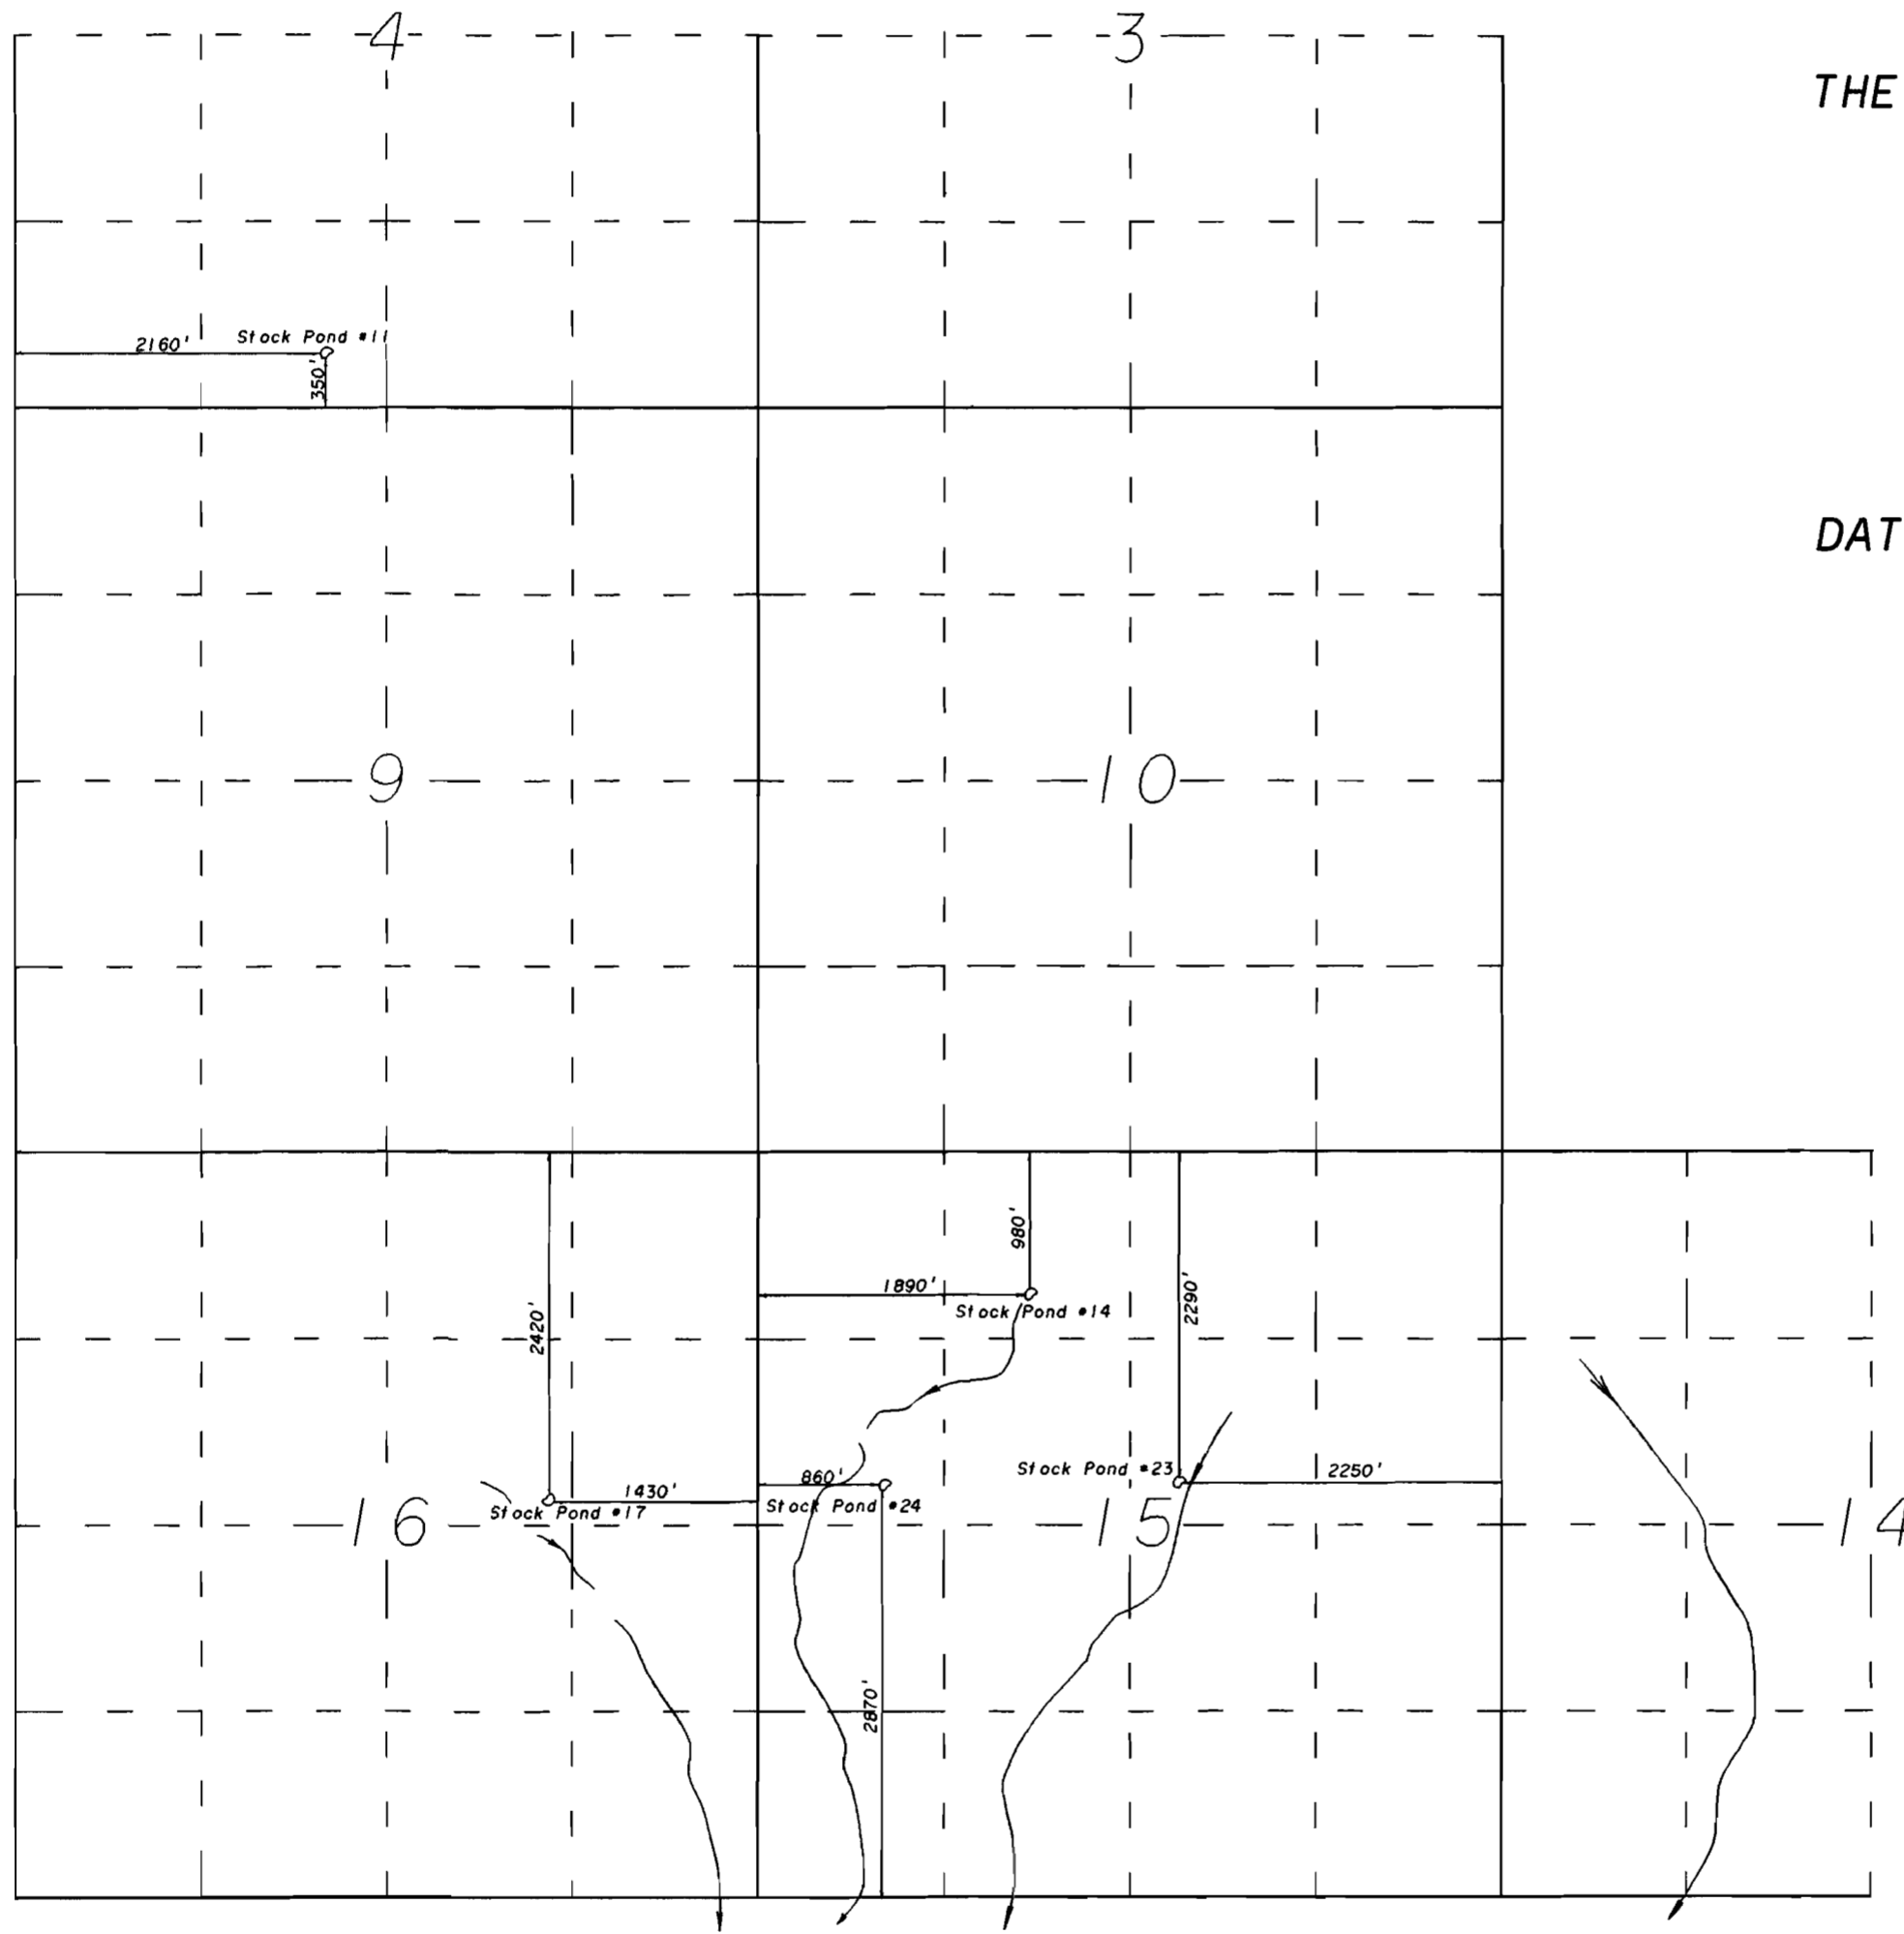 4
3
THE
2160'
Stock Pond #11
350'
DAT
9
10
980'
1890'
Stock Pond #14
2420'
2290'
Stock Pond #23
2250'
860'
1430'
Stock Pond #24
Stock Pond #17
16
15
14
2870'